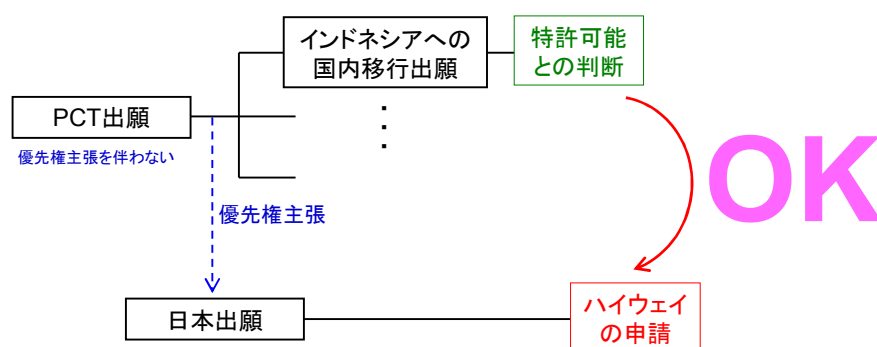 インドネシアへの
国内移行出願
特許可能
との判断
PCT出願
優先権主張を伴わない
OK
優先権主張
日本出願
ハイウェイ
の申請